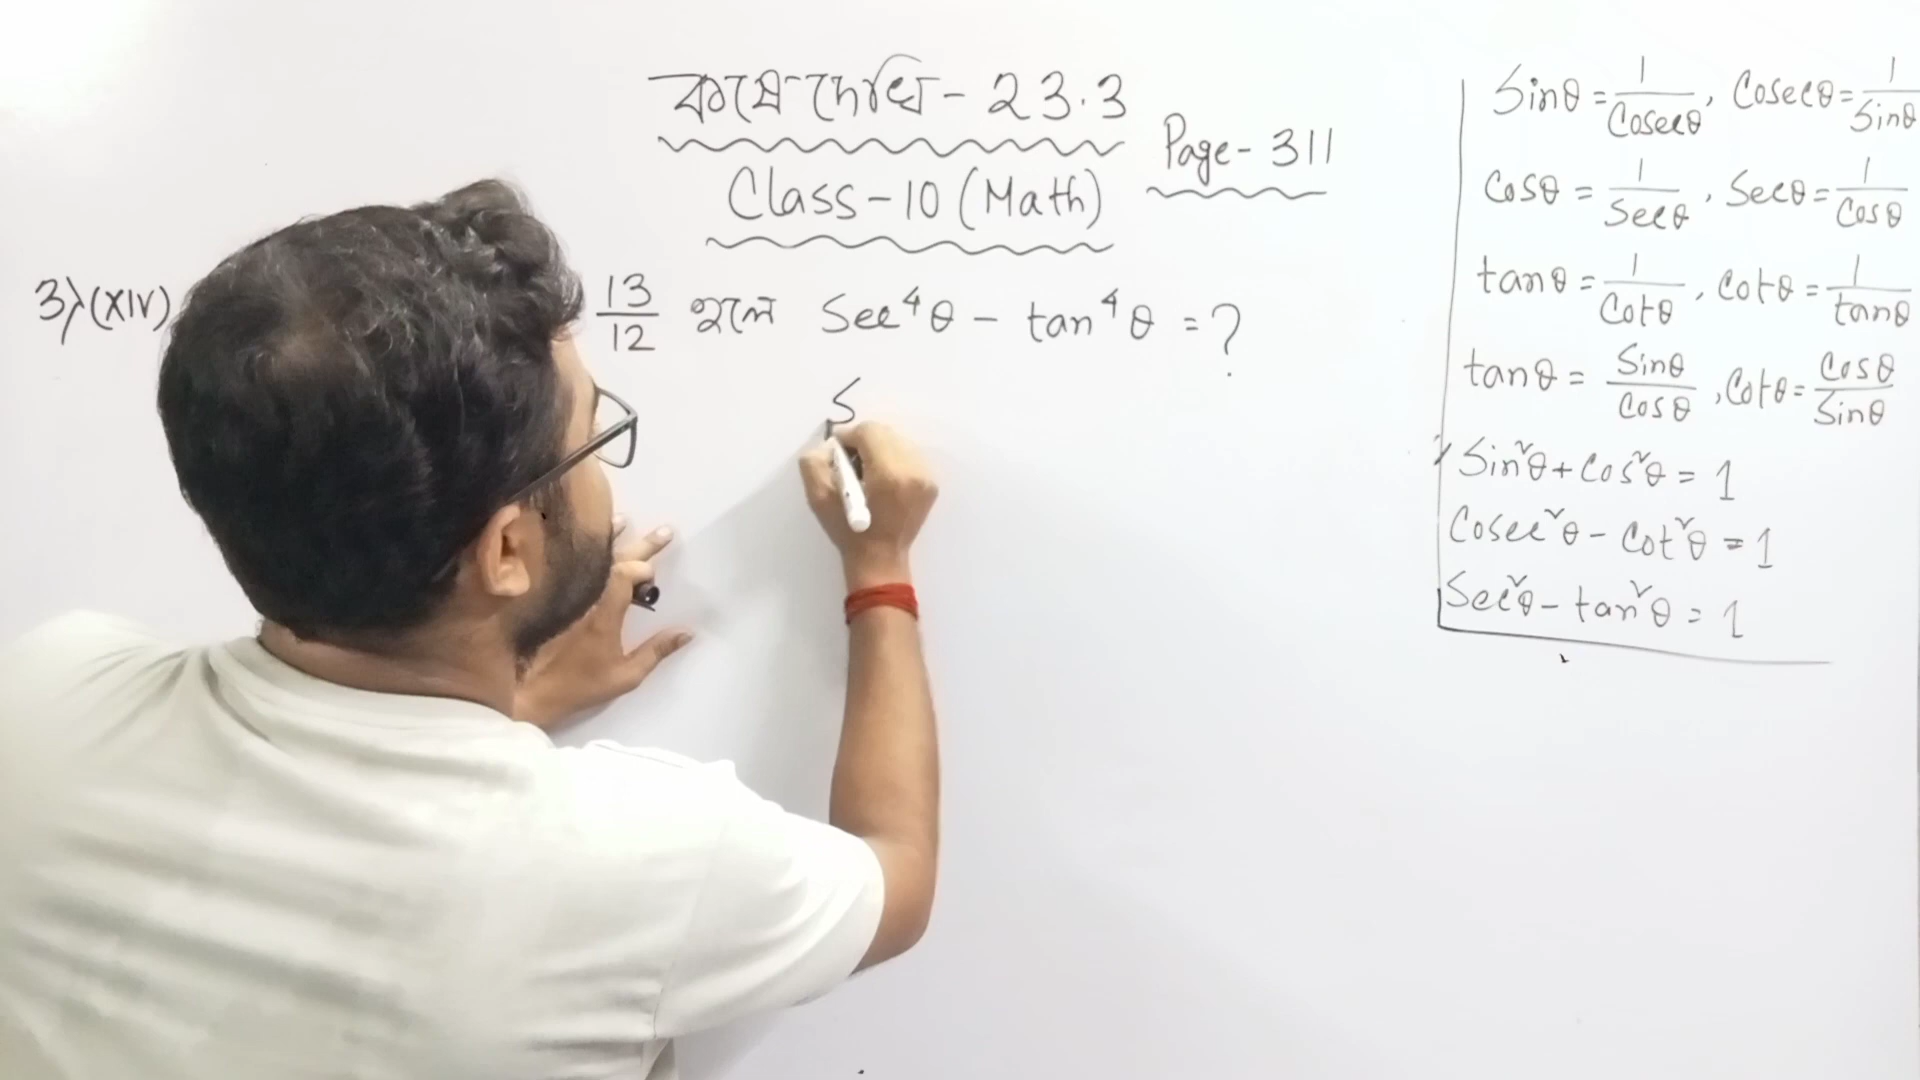 কষে দেখি - 23.3
Class-10 (Math)
Page- 311
3) (XIV) 13/12 হলে Sec⁴θ - tan⁴θ = ?
S
Sinθ = 1/Cosecθ, Cosecθ = 1/Sinθ
Cosθ = 1/Secθ, Secθ = 1/Cosθ
tanθ = 1/Cotθ, Cotθ = 1/tanθ
tanθ = Sinθ/Cosθ, Cotθ = Cosθ/Sinθ
Sin²θ + Cos²θ = 1
Cosec²θ - Cot²θ = 1
Sec²θ - tan²θ = 1